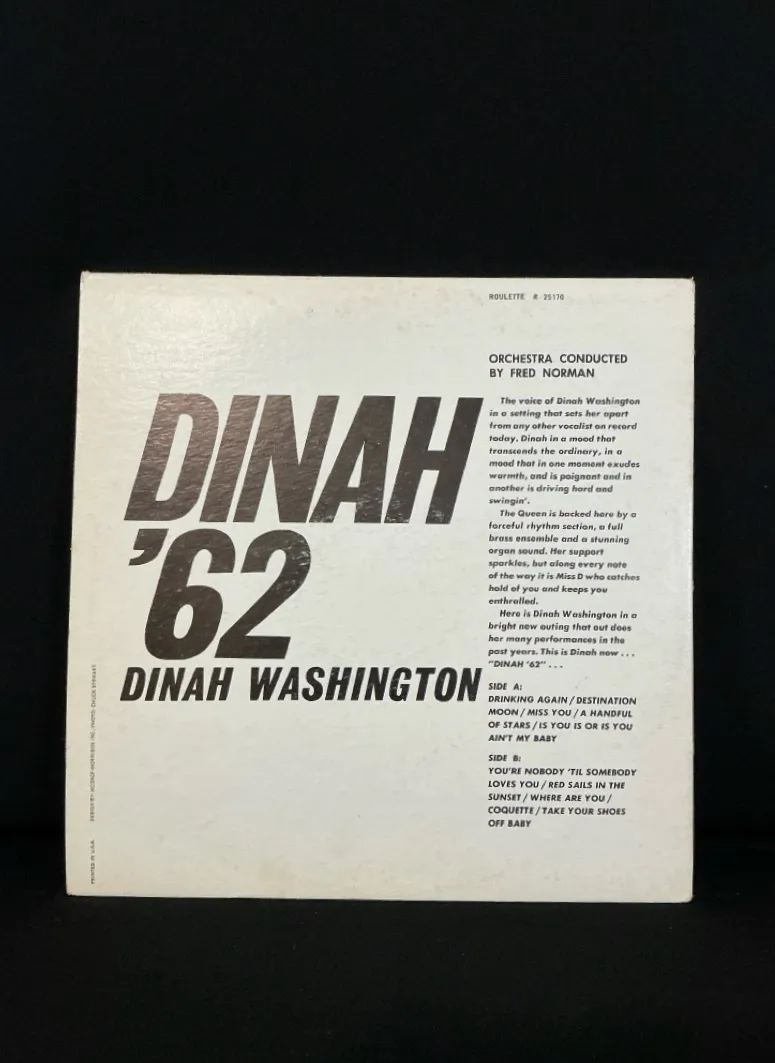 ROULETTE # 25170
ORCHESTRA CONDUCTED
BY FRED NORMAN
The voice of Dinah Washington
in a setting that sets her apart
from any other vocalist on record
today. Dinah in a mood that
transcends the ordinary, in a
mood that in one moment exudes
warmth, and is poignant and in
another is driving hard and
swingin'.
The Queen is backed here by a
forceful rhythm section, a full
brass ensemble and a stunning
organ sound. Her support
sparkles, but along every note
of the way it is Miss D who catches
hold of you and keeps you
enthralled.
Here is Dinah Washington in a
bright new outing that out does
her many performances in the
past years. This is Dinah now . . .
"DINAH '62" . . .
SIDE A:
DRINKING AGAIN / DESTINATION
MOON / MISS YOU / A HANDFUL
OF STARS / IS YOU IS OR IS YOU
AIN'T MY BABY
SIDE B:
YOU'RE NOBODY 'TIL SOMEBODY
LOVES YOU / RED SAILS IN THE
SUNSET / WHERE ARE YOU /
COQUETTE / TAKE YOUR SHOES
OFF BABY
DINAH
'62
DINAH WASHINGTON
PRINTED IN U.S.A.